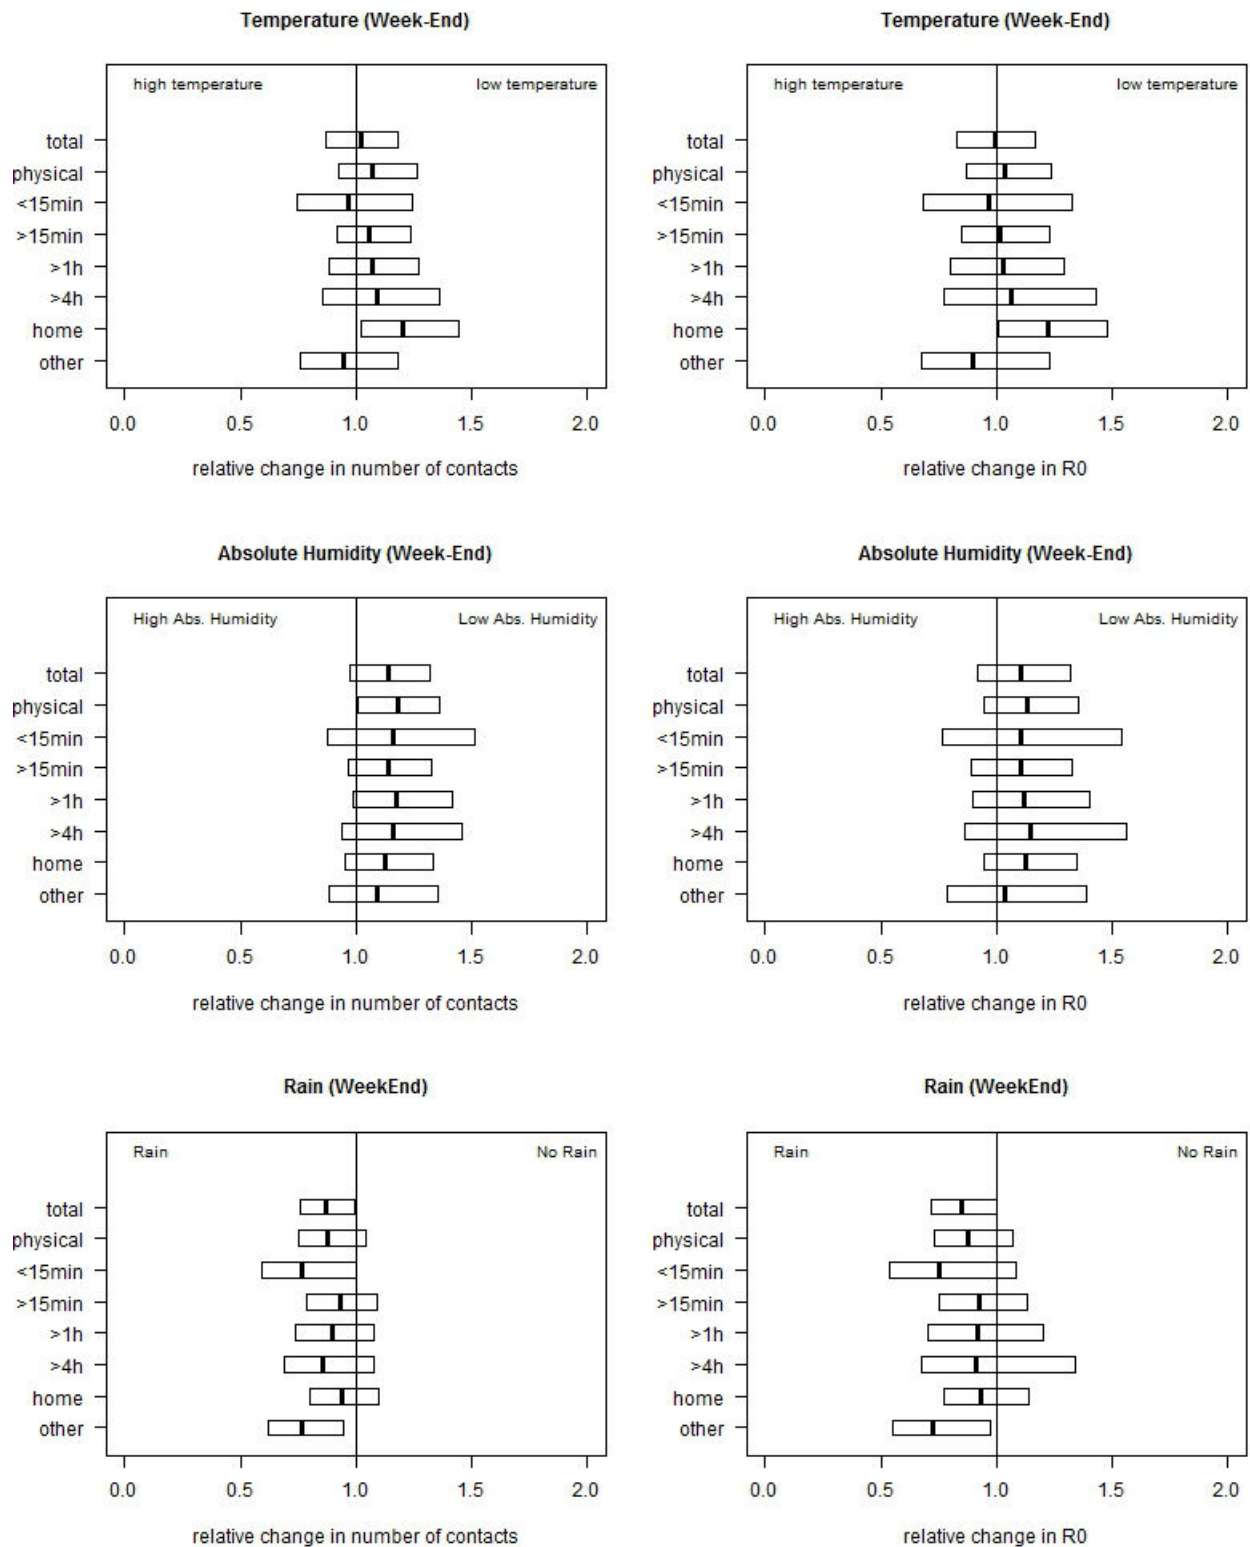 Temperature (Week-End)
high temperature low temperature
total
physical
<15min
>15min
>1h
>4h
home
other
0.0 0.5 1.0 1.5 2.0
relative change in number of contacts
Temperature (Week-End)
high temperature low temperature
total
physical
<15min
>15min
>1h
>4h
home
other
0.0 0.5 1.0 1.5 2.0
relative change in R0
Absolute Humidity (Week-End)
High Abs. Humidity Low Abs. Humidity
total
physical
<15min
>15min
>1h
>4h
home
other
0.0 0.5 1.0 1.5 2.0
relative change in number of contacts
Absolute Humidity (Week-End)
High Abs. Humidity Low Abs. Humidity
total
physical
<15min
>15min
>1h
>4h
home
other
0.0 0.5 1.0 1.5 2.0
relative change in R0
Rain (WeekEnd)
Rain No Rain
total
physical
<15min
>15min
>1h
>4h
home
other
0.0 0.5 1.0 1.5 2.0
relative change in number of contacts
Rain (WeekEnd)
Rain No Rain
total
physical
<15min
>15min
>1h
>4h
home
other
0.0 0.5 1.0 1.5 2.0
relative change in R0